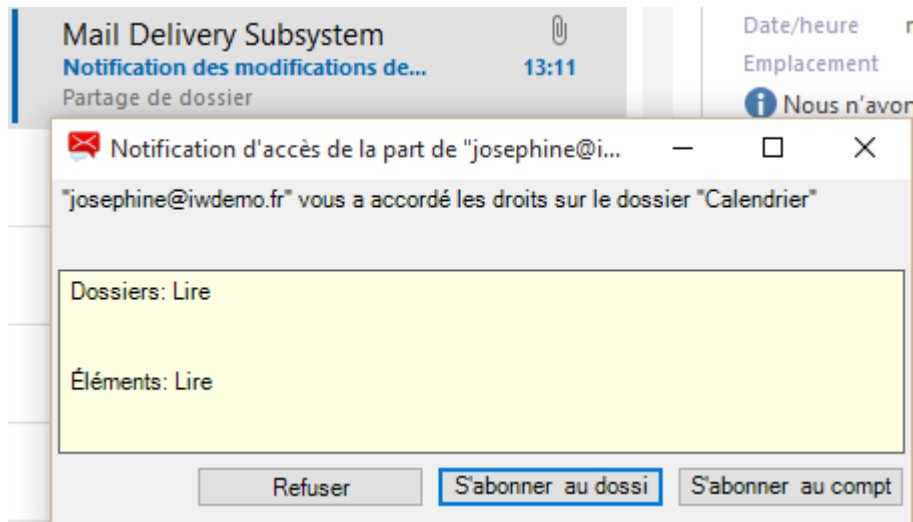 Mail Delivery Subsystem
Notification des modifications de...
13:11
Partage de dossier
Date/heure
Emplacement
Nous n'avon
Notification d'accès de la part de "josephine@i...
"josephine@iwdemo.fr" vous a accordé les droits sur le dossier "Calendrier"
Dossiers: Lire
Éléments: Lire
Refuser
S'abonner au dossi
S'abonner au compt